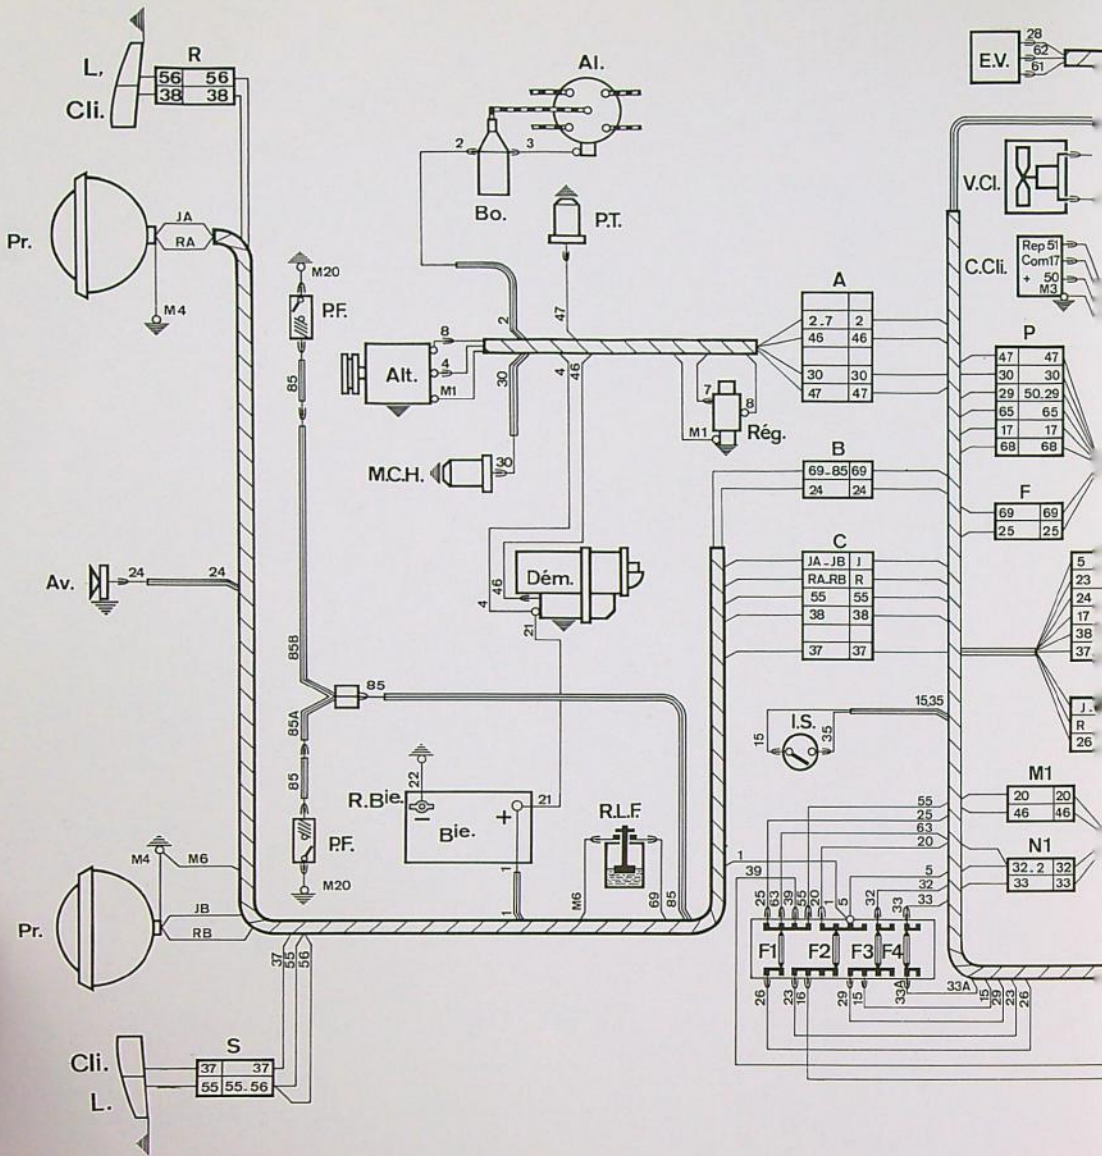 L.
Cli.
R
56 56
38 38
Pr.
JA
RA
M4
M20
P.F.
85
85B
2
3
Bo.
Al.
P.T.
47
2
Alt.
8
4
M1
30
M.C.H.
30
4
46
M1
7
8
Rég.
A
2.7 2
46 46
30 30
47 47
B
69.85 69
24 24
C
JA.JB J
RA.RB R
55 55
38 38
37 37
E.V.
28
62
61
V.Cl.
C.Cli.
Rep 51
Com 17
+ 50
M3
P
47 47
30 30
29 50.29
65 65
17 17
68 68
F
69 69
25 25
5
23
24
17
38
37
J.
R
26
Av.
24
24
Dém.
4
46
21
85
85A
85
P.F.
M20
R.Bie.
22
Bie.
–
+
21
1
1
R.L.F.
M6
69
85
I.S.
15
35
15,35
M1
20 20
46 46
N1
32.2 32
33 33
55
25
63
20
5
32
33
1
39
25
63
39
55
20
1
5
32
33
F1
F2
F3
F4
26
23
16
29
15
33A
33A
15
29
23
26
M4
M6
Pr.
JB
RB
37
55
56
Cli.
L.
S
37 37
55 55.56